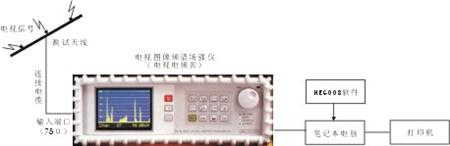 电视信号
测试天线
连接电缆
输入端口
(75Ω)
电视图像频谱场强仪
(电视电梯表)
HEG008软件
笔记本电脑
打印机